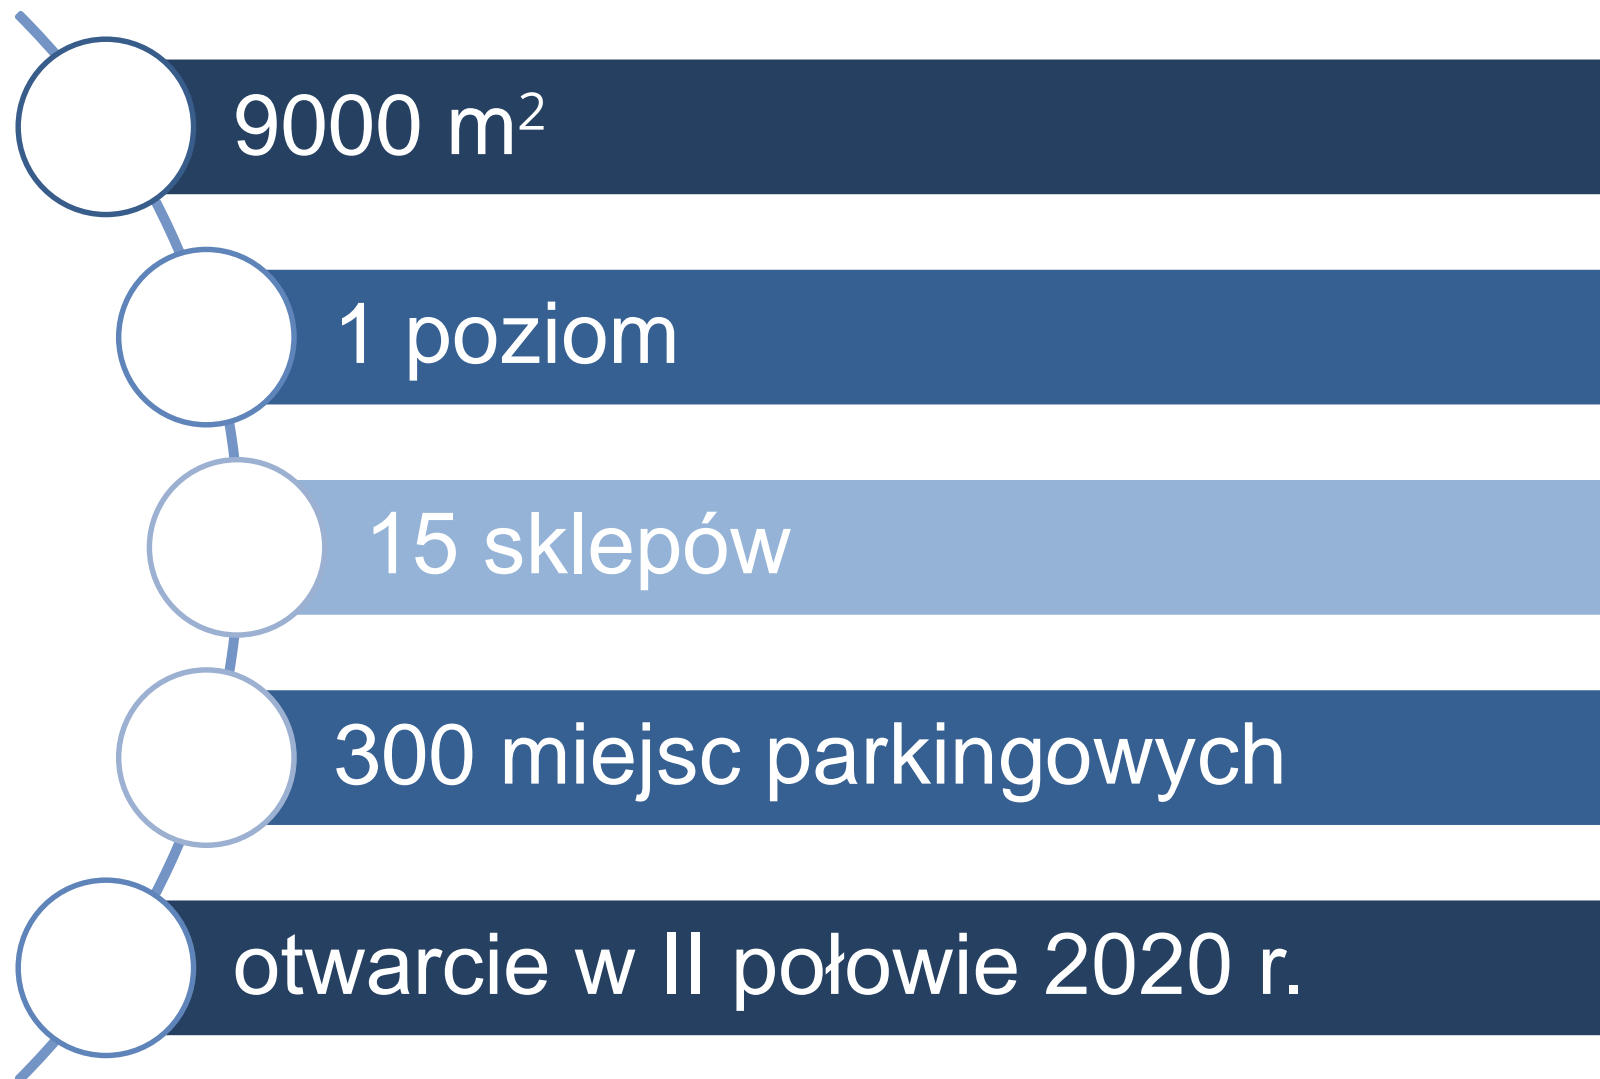 9000 m²
1 poziom
15 sklepów
300 miejsc parkingowych
otwarcie w II połowie 2020 r.